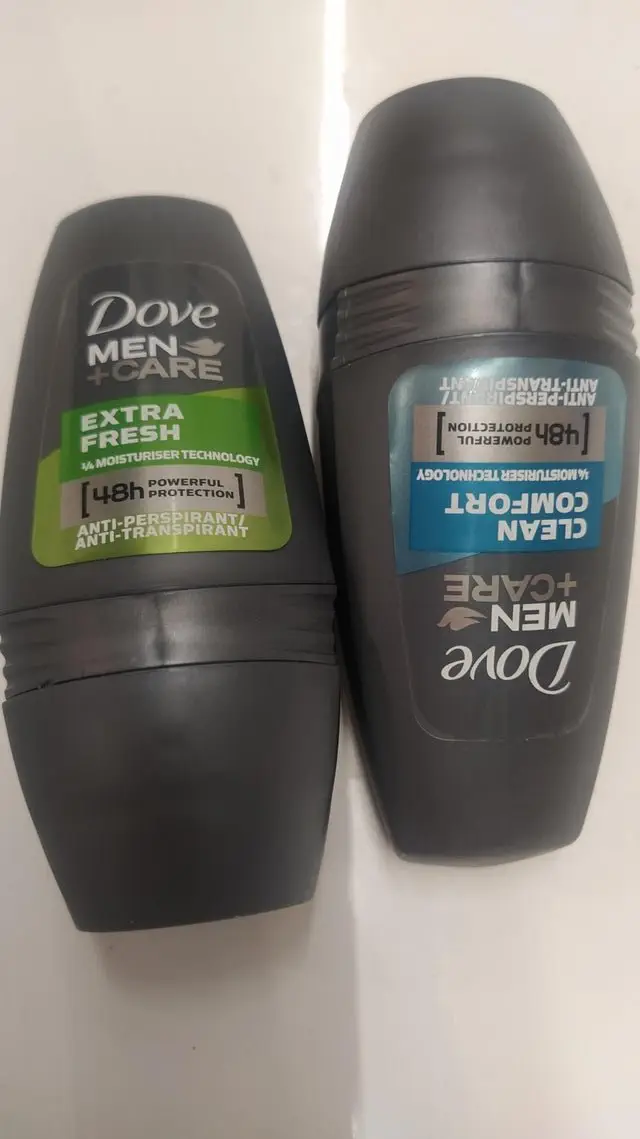 Dove
MEN
+CARE
EXTRA
FRESH
¼ MOISTURISER TECHNOLOGY
[48h POWERFUL
PROTECTION]
ANTI-PERSPIRANT/
ANTI-TRANSPIRANT
Dove
MEN
+CARE
CLEAN
COMFORT
¼ MOISTURISER TECHNOLOGY
[48h POWERFUL
PROTECTION]
ANTI-PERSPIRANT/
ANTI-TRANSPIRANT